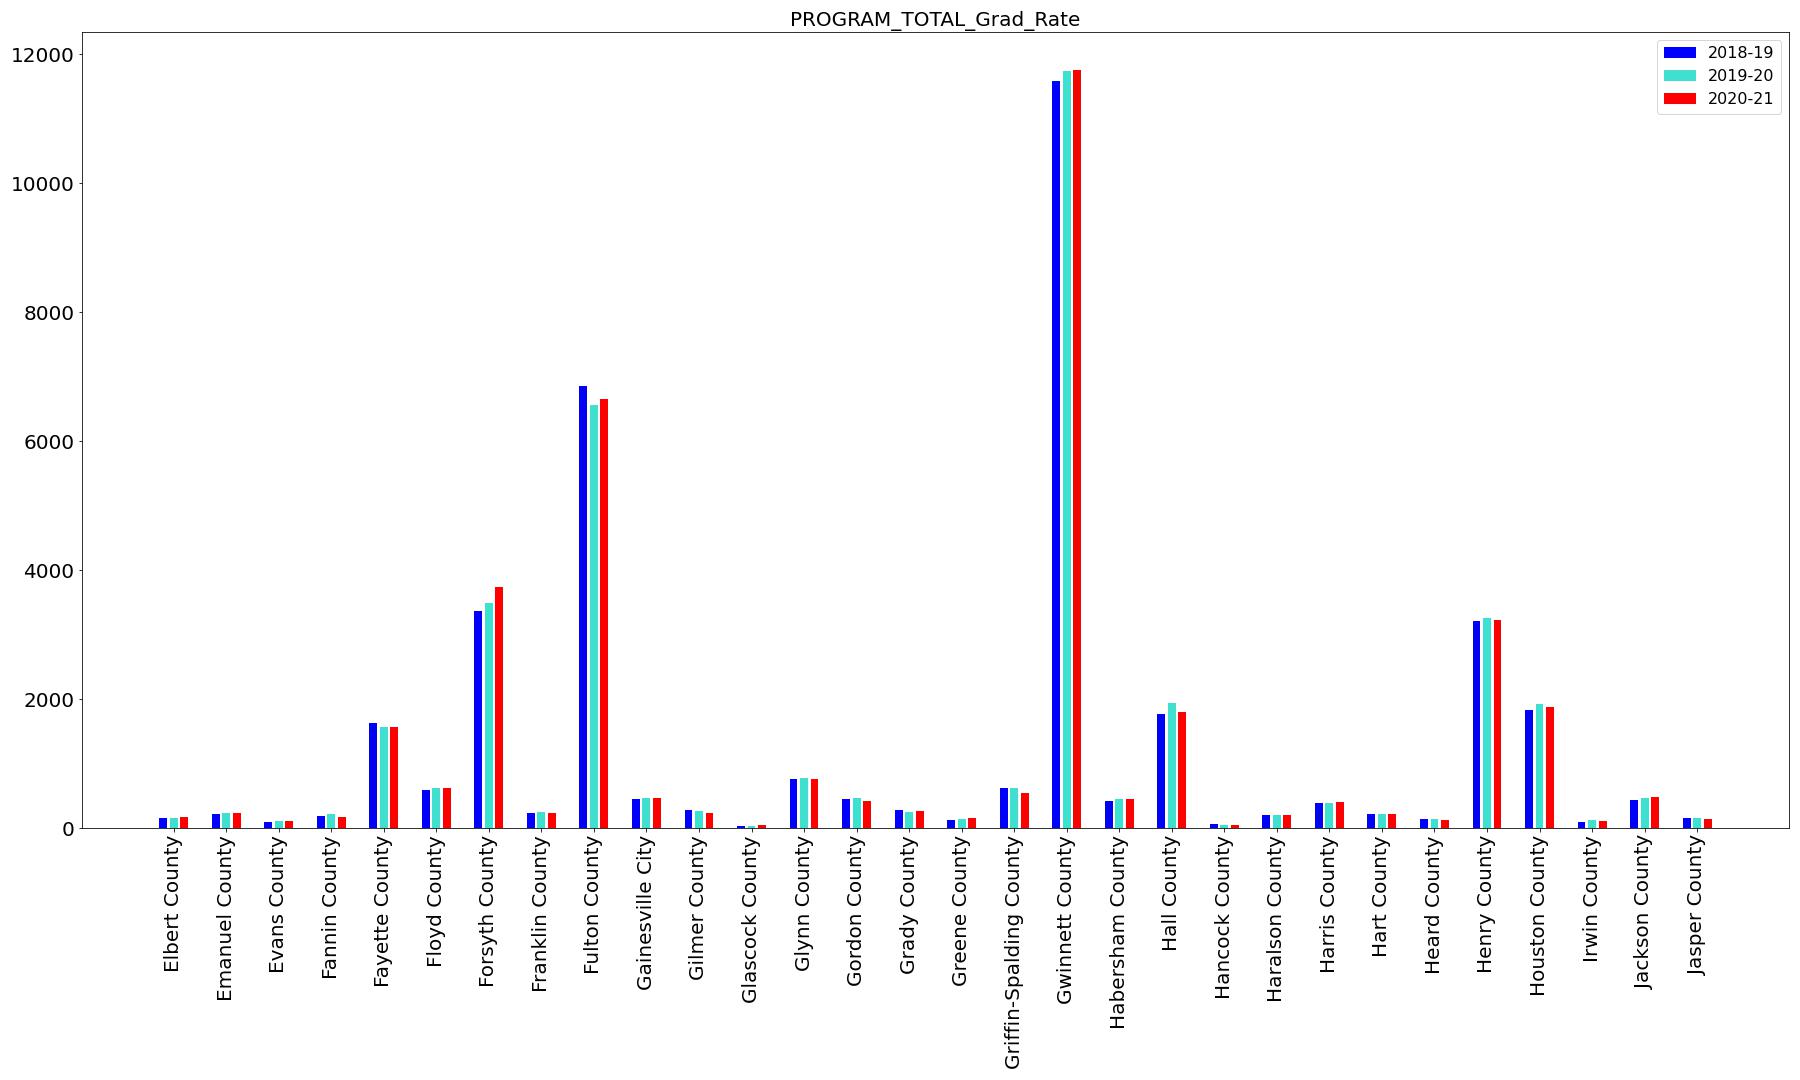 PROGRAM_TOTAL_Grad_Rate
12000
10000
8000
6000
4000
2000
0
2018-19
2019-20
2020-21
Elbert County
Emanuel County
Evans County
Fannin County
Fayette County
Floyd County
Forsyth County
Franklin County
Fulton County
Gainesville City
Gilmer County
Glascock County
Glynn County
Gordon County
Grady County
Greene County
Griffin-Spalding County
Gwinnett County
Habersham County
Hall County
Hancock County
Haralson County
Harris County
Hart County
Heard County
Henry County
Houston County
Irwin County
Jackson County
Jasper County